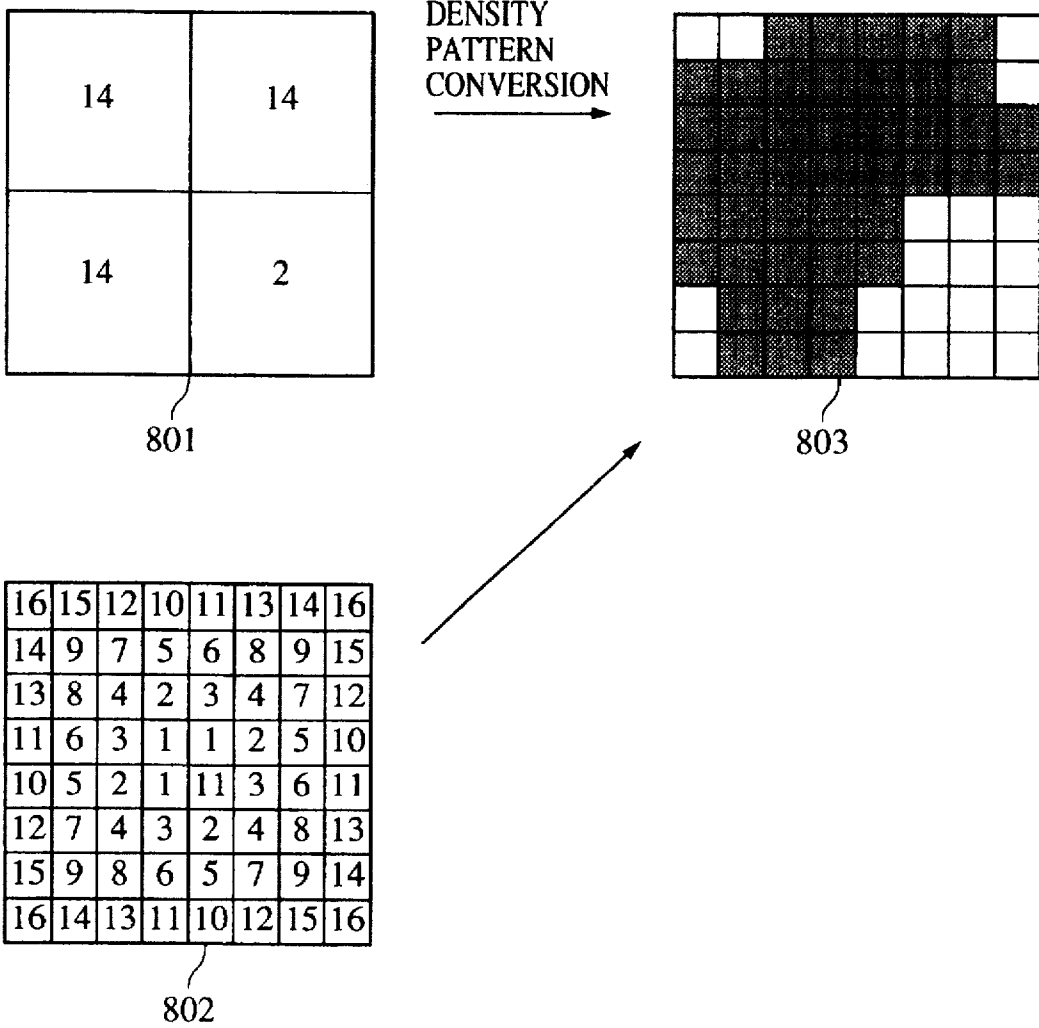 DENSITY
PATTERN
CONVERSION
14 14
14 2
801
803
16 15 12 10 11 13 14 16
14 9 7 5 6 8 9 15
13 8 4 2 3 4 7 12
11 6 3 1 1 2 5 10
10 5 2 1 11 3 6 11
12 7 4 3 2 4 8 13
15 9 8 6 5 7 9 14
16 14 13 11 10 12 15 16
802